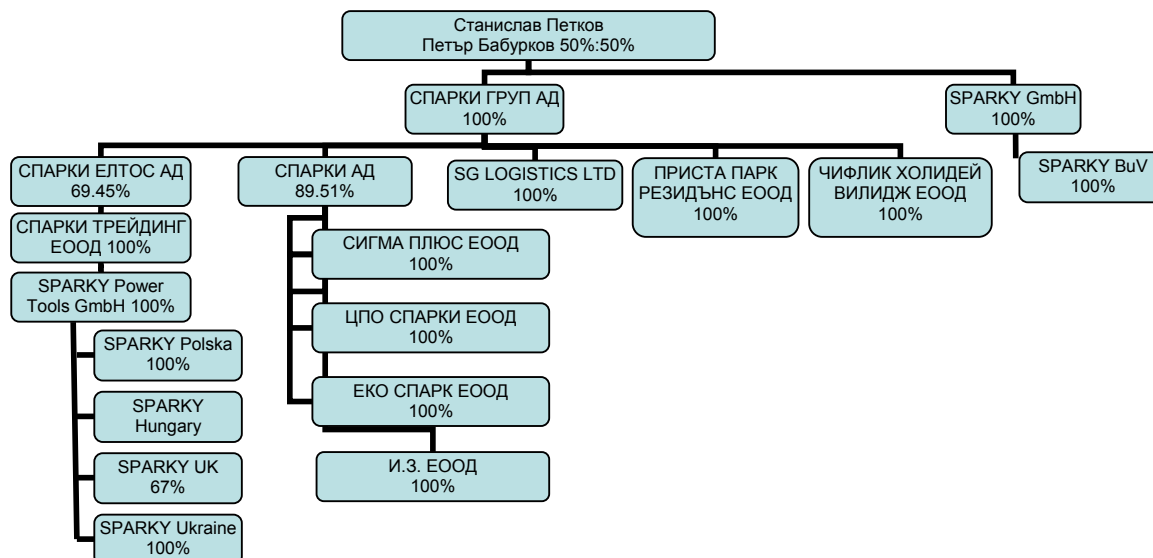 Станислав Петков
Петър Бабурков 50%:50%
СПАРКИ ГРУП АД
100%
SPARKY GmbH
100%
СПАРКИ ЕЛТОС АД
69.45%
СПАРКИ АД
89.51%
SG LOGISTICS LTD
100%
ПРИСТА ПАРК
РЕЗИДЪНС ЕООД
100%
ЧИФЛИК ХОЛИДЕЙ
ВИЛИДЖ ЕООД
100%
SPARKY BuV
100%
СПАРКИ ТРЕЙДИНГ
ЕООД 100%
SPARKY Power
Tools GmbH 100%
СИГМА ПЛЮС ЕООД
100%
ЦПО СПАРКИ ЕООД
100%
ЕКО СПАРК ЕООД
100%
И.З. ЕООД
100%
SPARKY Polska
100%
SPARKY
Hungary
SPARKY UK
67%
SPARKY Ukraine
100%